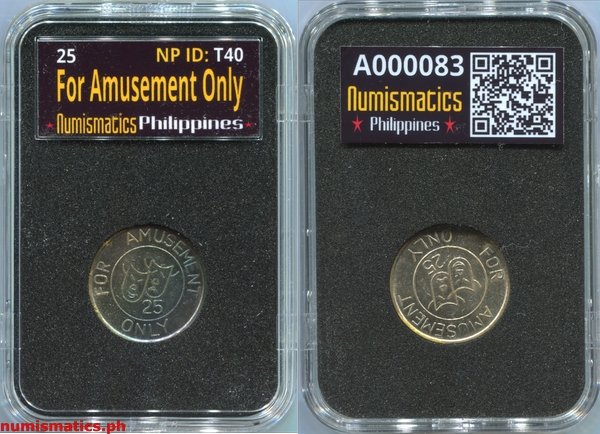 25 NP ID: T40
For Amusement Only
Numismatics Philippines
FOR AMUSEMENT
25
ONLY
numismatics.ph
A000083
Numismatics
Philippines
FOR AMUSEMENT
25
ONLY